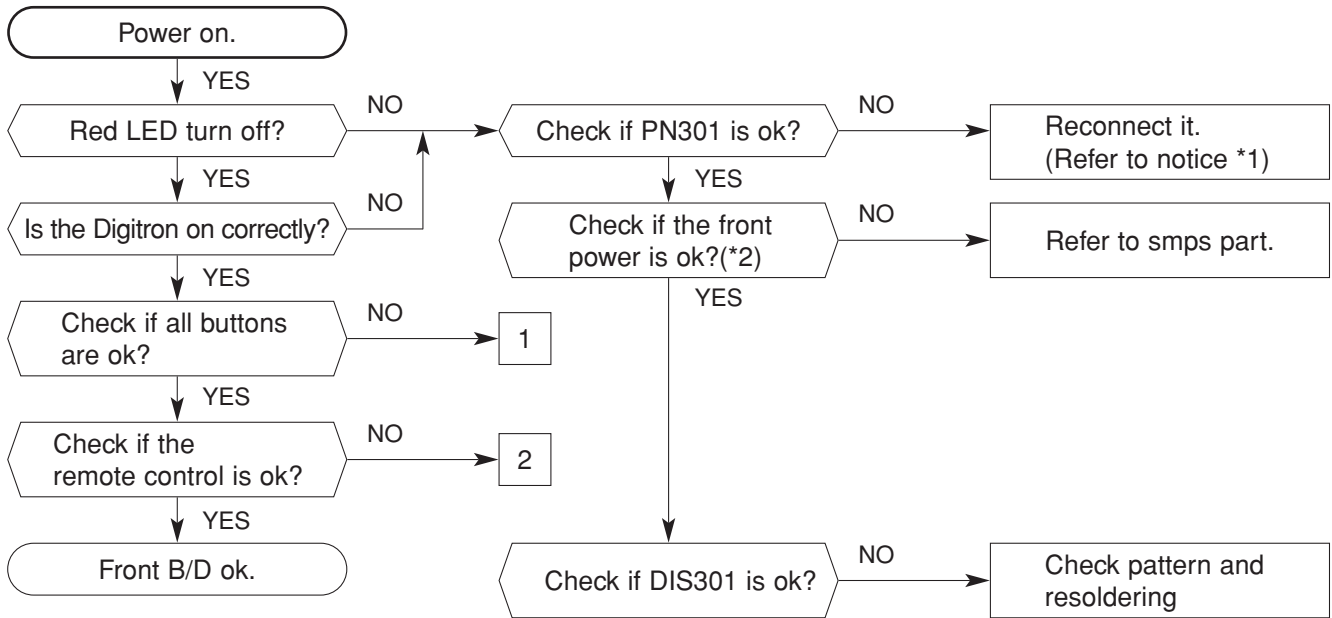 Power on.
YES
Red LED turn off?
NO
Check if PN301 is ok?
NO
Reconnect it.
(Refer to notice *1)
YES
YES
Is the Digitron on correctly?
NO
Check if the front
power is ok?(*2)
NO
Refer to smps part.
YES
YES
Check if all buttons
are ok?
NO
1
YES
Check if the
remote control is ok?
NO
2
YES
Front B/D ok.
Check if DIS301 is ok?
NO
Check pattern and
resoldering